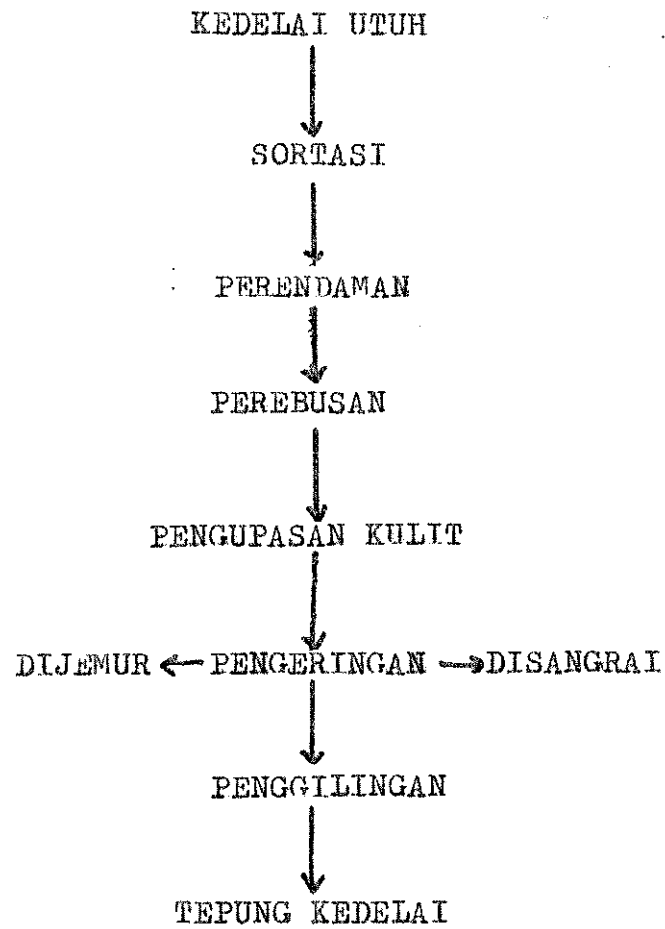 KEDELAI UTUH
SORTASI
PERENDAMAN
PEREBUSAN
PENGUPASAN KULIT
DIJEMUR PENGERINGAN DISANGRAI
PENGGILINGAN
TEPUNG KEDELAI